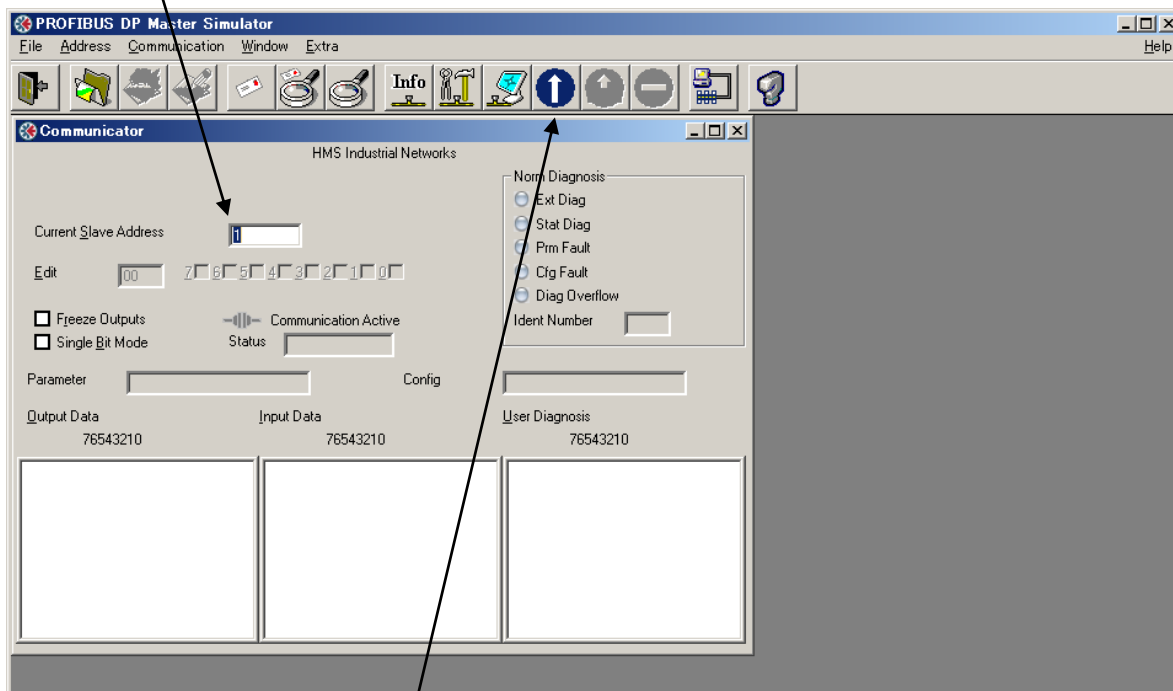 PROFIBUS DP Master Simulator
File Address Communication Window Extra Help
Info
Communicator
HMS Industrial Networks
Norm Diagnosis
Ext Diag
Current Slave Address 1
Stat Diag
Prm Fault
Edit 00 7 6 5 4 3 2 1 0
Cfg Fault
Diag Overflow
Freeze Outputs Communication Active
Ident Number
Single Bit Mode Status
Parameter Config
Output Data Input Data User Diagnosis
76543210 76543210 76543210